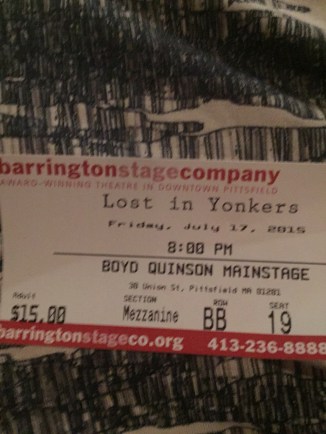 barringtonstagecompany
AWARD-WINNING THEATRE IN DOWNTOWN PITTSFIELD
Lost in Yonkers
Friday, July 17, 2015
8:00 PM
BOYD QUINSON MAINSTAGE
30 Union St, Pittsfield MA 01201
Adult SECTION ROW SEAT
$15.00 Mezzanine BB 19
barringtonstageco.org 413-236-8888